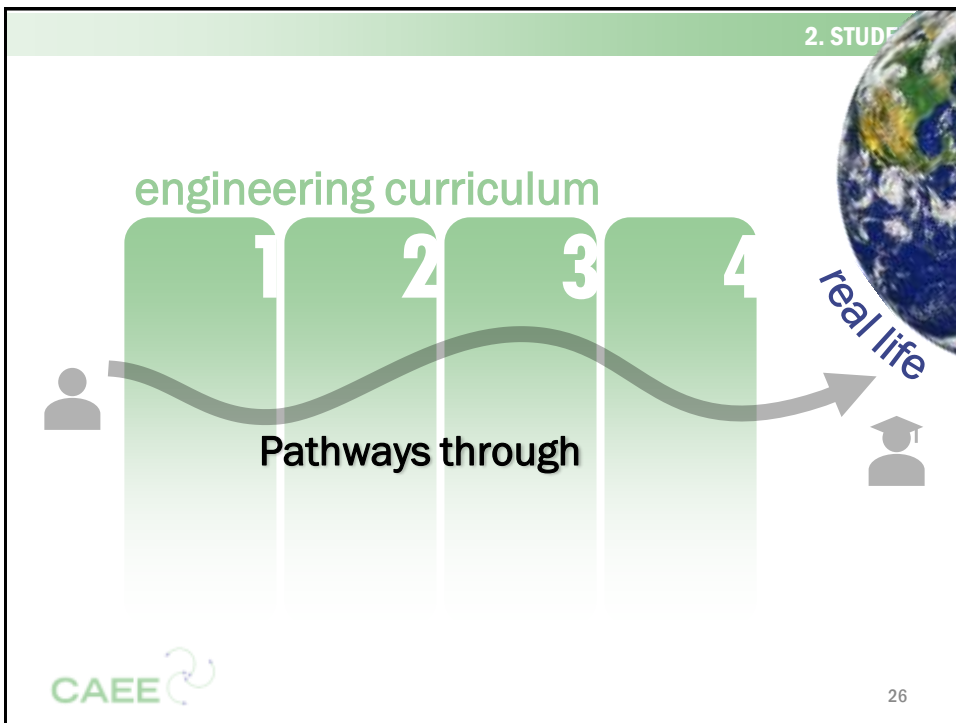 2. STUDE
engineering curriculum
1 2 3 4
real life
Pathways through
CAEE
26